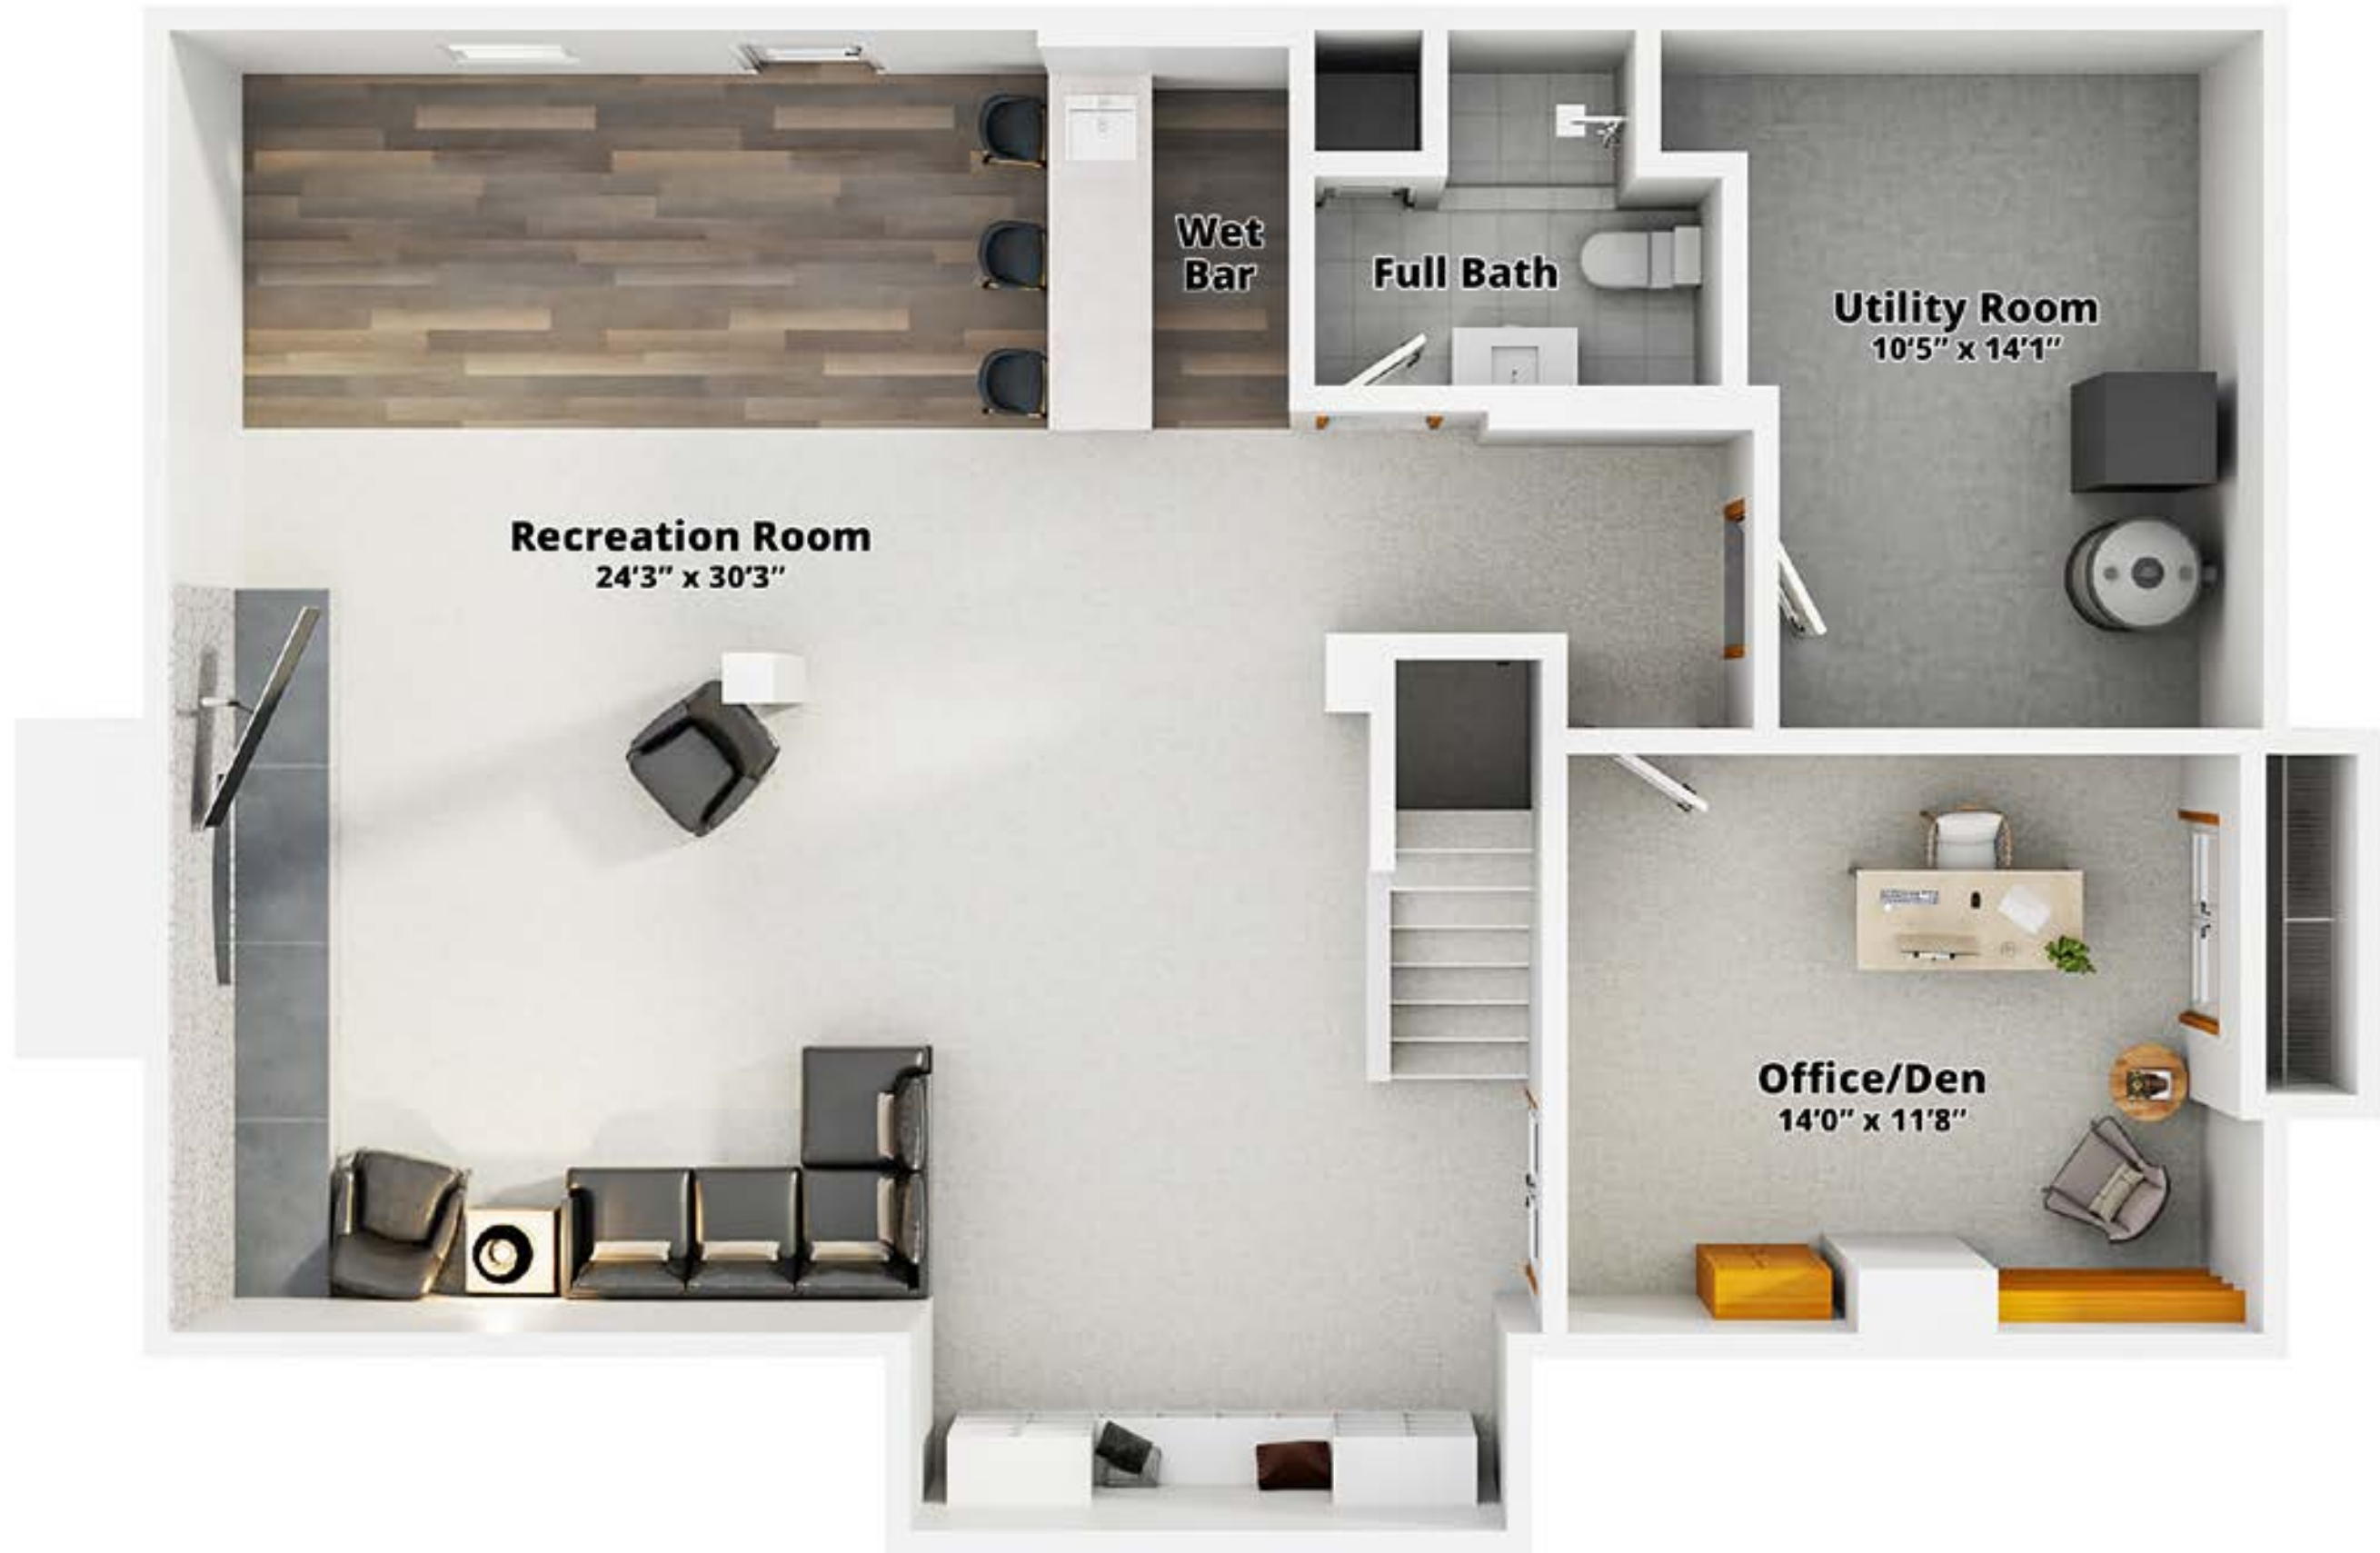 Wet
Bar
Full Bath
Utility Room
10'5" x 14'1"
Recreation Room
24'3" x 30'3"
Office/Den
14'0" x 11'8"